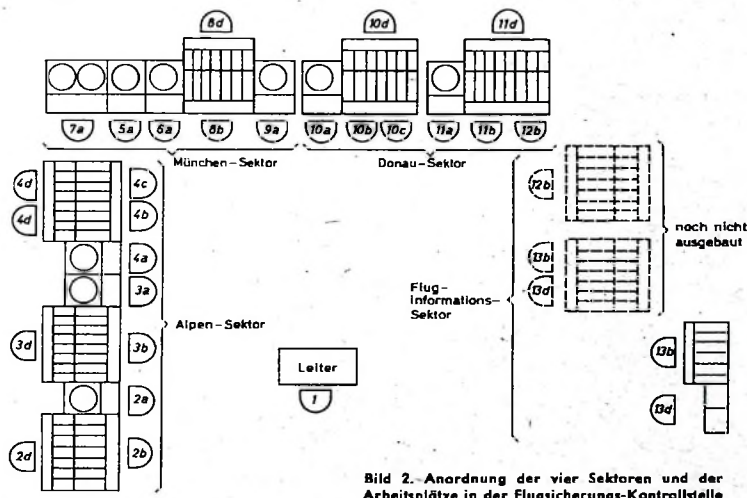 8d 10d 11d
7a 5a 6a 8b 9a 10a 10b 10c 11a 11b 12b
München-Sektor Donau-Sektor
4d 4c
4d 4b
4a
3a
3d 3b
2a
2d 2b
Alpen-Sektor
Leiter
1
12b
13b
13d
noch nicht
ausgebaut
Flug-
informations-
Sektor
13b
13d
Bild 2. Anordnung der vier Sektoren und der
Arbeitsplätze in der Flugsicherungs-Kontrollstelle